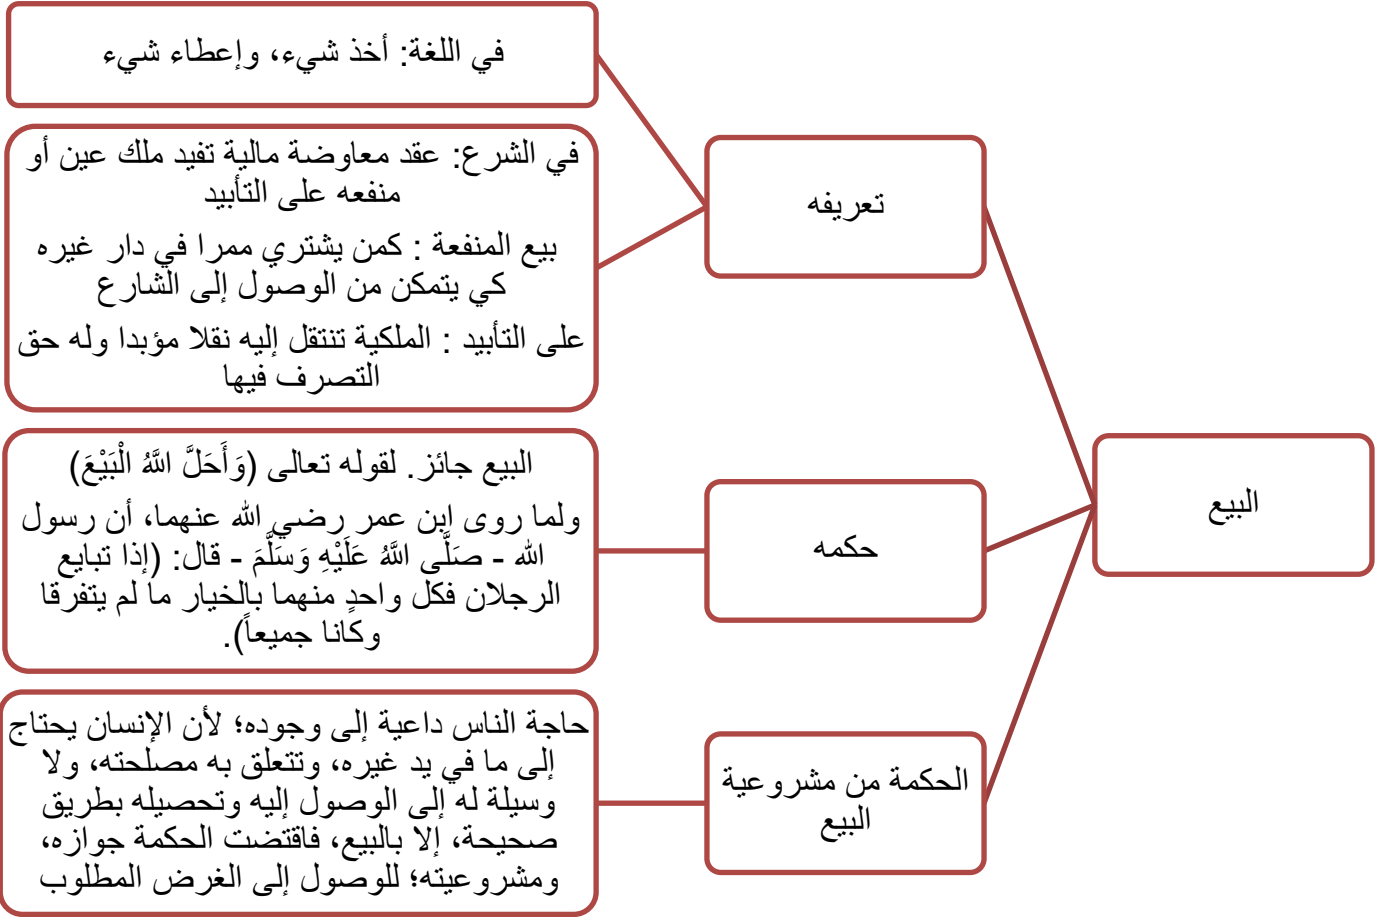 البيع
تعريفه
في اللغة: أخذ شيء، وإعطاء شيء
في الشرع: عقد معاوضة مالية تفيد ملك عين أو
منفعه على التأبيد
بيع المنفعة : كمن يشتري ممرا في دار غيره
كي يتمكن من الوصول إلى الشارع
على التأبيد : الملكية تنتقل إليه نقلا مؤبدا وله حق
التصرف فيها
حكمه
البيع جائز. لقوله تعالى (وَأَحَلَّ اللَّهُ الْبَيْعَ)
ولما روى ابن عمر رضي الله عنهما، أن رسول
الله - صَلَّى اللَّهُ عَلَيْهِ وَسَلَّمَ - قال: (إذا تبايع
الرجلان فكل واحدٍ منهما بالخيار ما لم يتفرقا
وكانا جميعاً).
الحكمة من مشروعية
البيع
حاجة الناس داعية إلى وجوده؛ لأن الإنسان يحتاج
إلى ما في يد غيره، وتتعلق به مصلحته، ولا
وسيلة له إلى الوصول إليه وتحصيله بطريق
صحيحة، إلا بالبيع، فاقتضت الحكمة جوازه،
ومشروعيته؛ للوصول إلى الغرض المطلوب